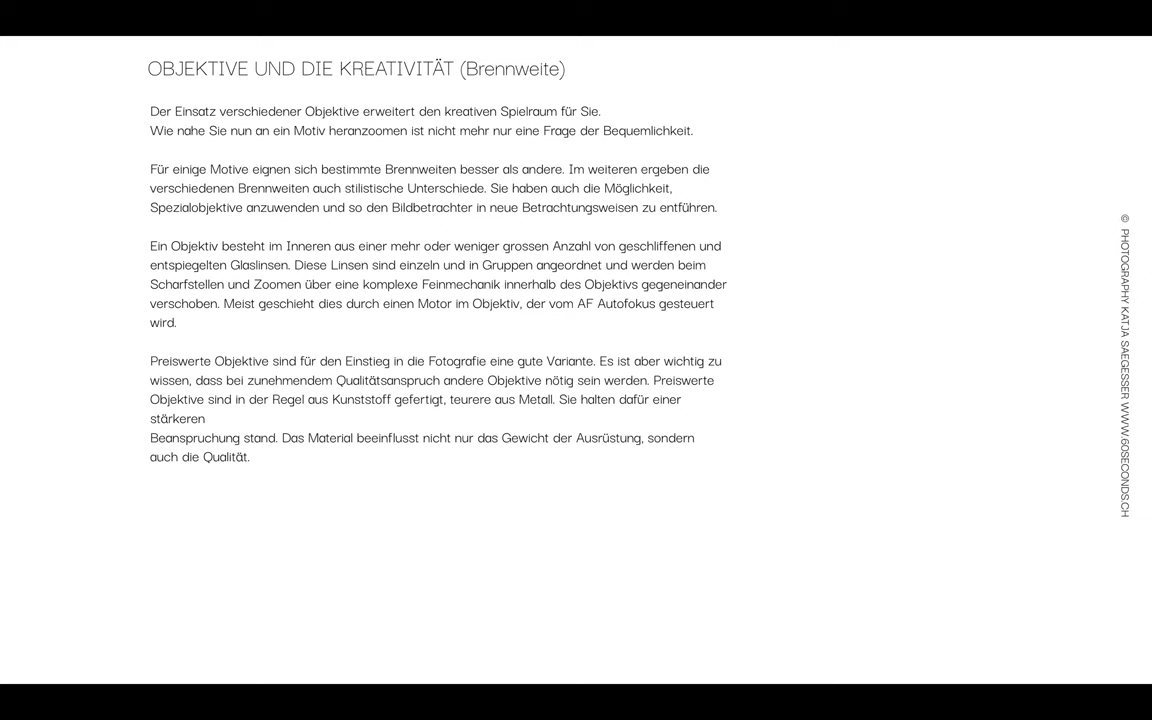 OBJEKTIVE UND DIE KREATIVITÄT (Brennweite)
Der Einsatz verschiedener Objektive erweitert den kreativen Spielraum für Sie.
Wie nahe Sie nun an ein Motiv heranzoomen ist nicht mehr nur eine Frage der Bequemlichkeit.
Für einige Motive eignen sich bestimmte Brennweiten besser als andere. Im weiteren ergeben die
verschiedenen Brennweiten auch stilistische Unterschiede. Sie haben auch die Möglichkeit,
Spezialobjektive anzuwenden und so den Bildbetrachter in neue Betrachtungsweisen zu entführen.
Ein Objektiv besteht im Inneren aus einer mehr oder weniger grossen Anzahl von geschliffenen und
entspiegelten Glaslinsen. Diese Linsen sind einzeln und in Gruppen angeordnet und werden beim
Scharfstellen und Zoomen über eine komplexe Feinmechanik innerhalb des Objektivs gegeneinander
verschoben. Meist geschieht dies durch einen Motor im Objektiv, der vom AF Autofokus gesteuert
wird.
Preiswerte Objektive sind für den Einstieg in die Fotografie eine gute Variante. Es ist aber wichtig zu
wissen, dass bei zunehmendem Qualitätsanspruch andere Objektive nötig sein werden. Preiswerte
Objektive sind in der Regel aus Kunststoff gefertigt, teurere aus Metall. Sie halten dafür einer
stärkeren
Beanspruchung stand. Das Material beeinflusst nicht nur das Gewicht der Ausrüstung, sondern
auch die Qualität.
© PHOTOGRAPHY KATJA SAEGESSER WWW.60SECONDS.CH